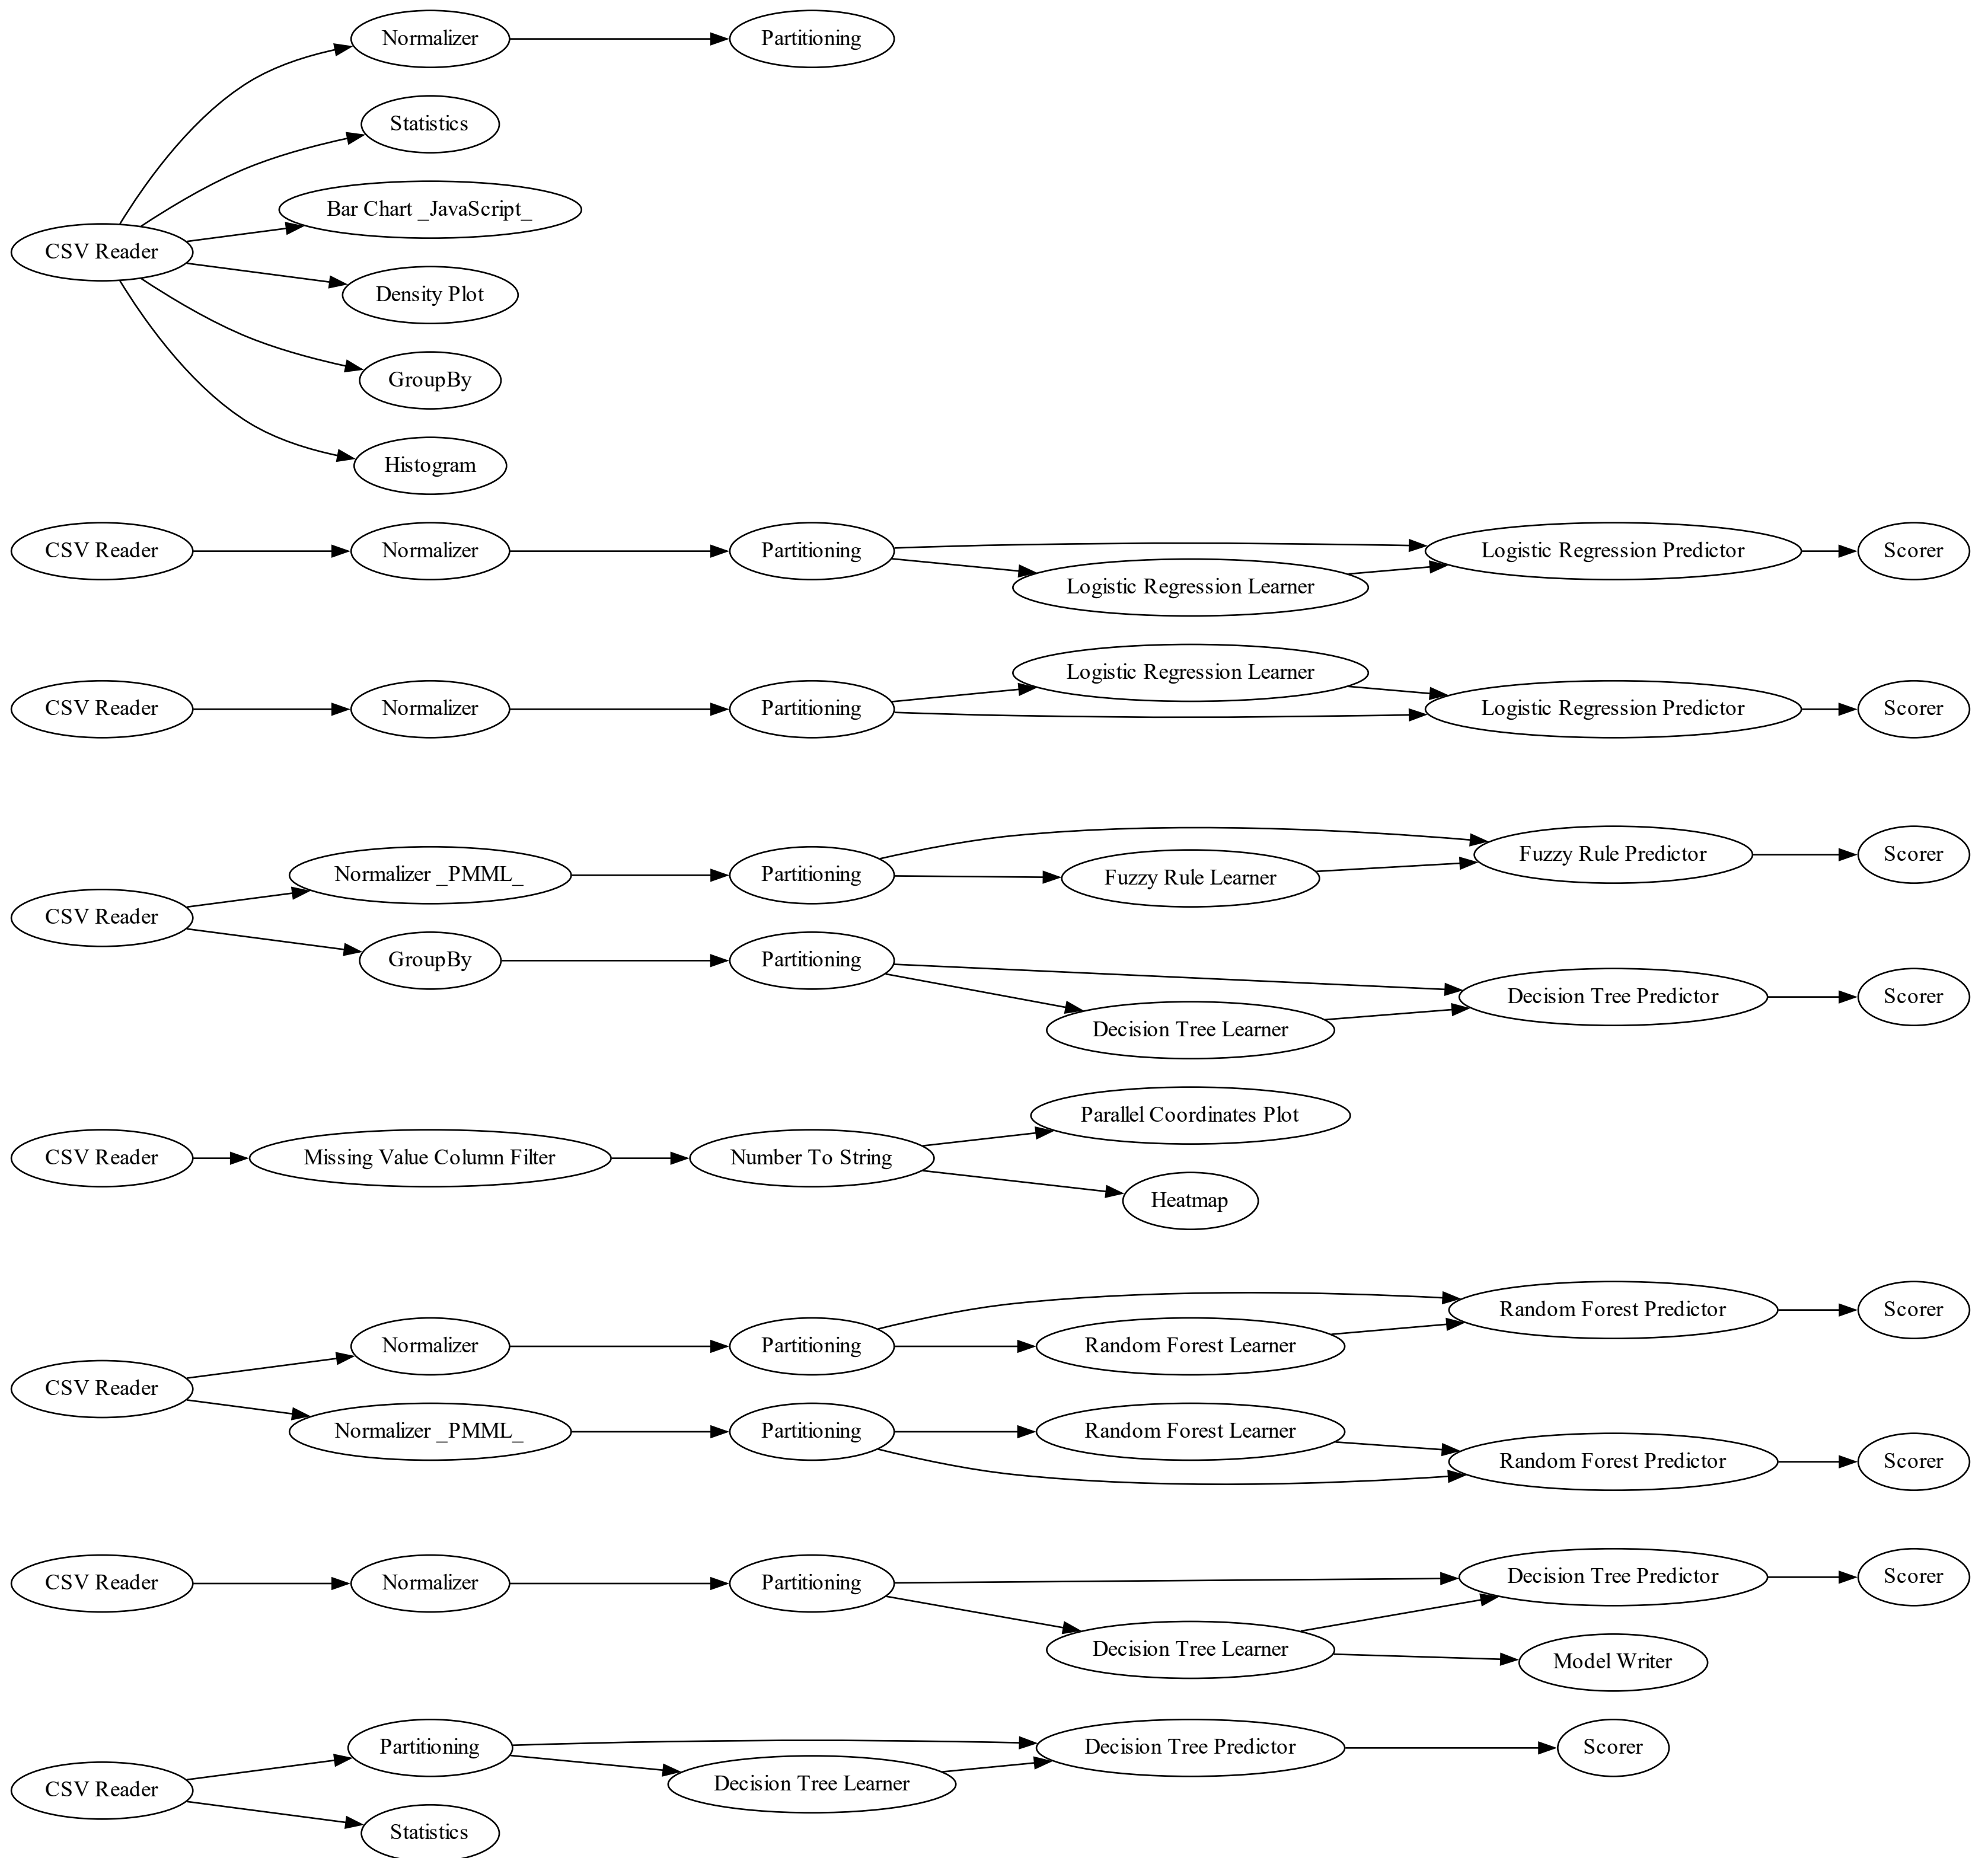 Normalizer
Partitioning
Statistics
Bar Chart _JavaScript_
CSV Reader
Density Plot
GroupBy
Histogram
CSV Reader
Normalizer
Partitioning
Logistic Regression Predictor
Scorer
Logistic Regression Learner
Logistic Regression Learner
CSV Reader
Normalizer
Partitioning
Logistic Regression Predictor
Scorer
Fuzzy Rule Predictor
Scorer
Normalizer _PMML_
Partitioning
Fuzzy Rule Learner
CSV Reader
GroupBy
Partitioning
Decision Tree Predictor
Scorer
Decision Tree Learner
Parallel Coordinates Plot
CSV Reader
Missing Value Column Filter
Number To String
Heatmap
Random Forest Predictor
Scorer
Normalizer
Partitioning
Random Forest Learner
CSV Reader
Normalizer _PMML_
Partitioning
Random Forest Learner
Random Forest Predictor
Scorer
CSV Reader
Normalizer
Partitioning
Decision Tree Predictor
Scorer
Decision Tree Learner
Model Writer
Partitioning
Decision Tree Predictor
Scorer
CSV Reader
Decision Tree Learner
Statistics